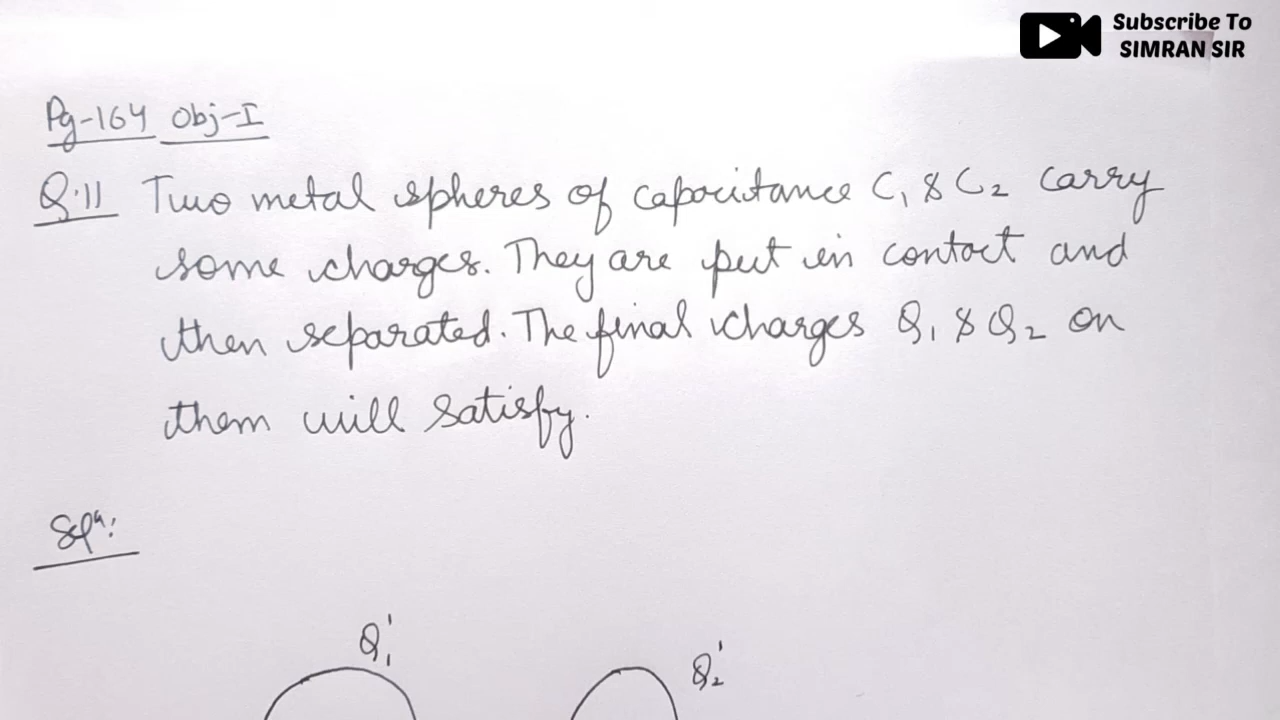 Subscribe To
SIMRAN SIR
Pg-164 Obj-I
Q.11 Two metal spheres of capacitance C₁ & C₂ carry
some charges. They are put in contact and
then separated. The final charges Q₁ & Q₂ on
them will satisfy.
Solⁿ:
Q₁' Q₂'